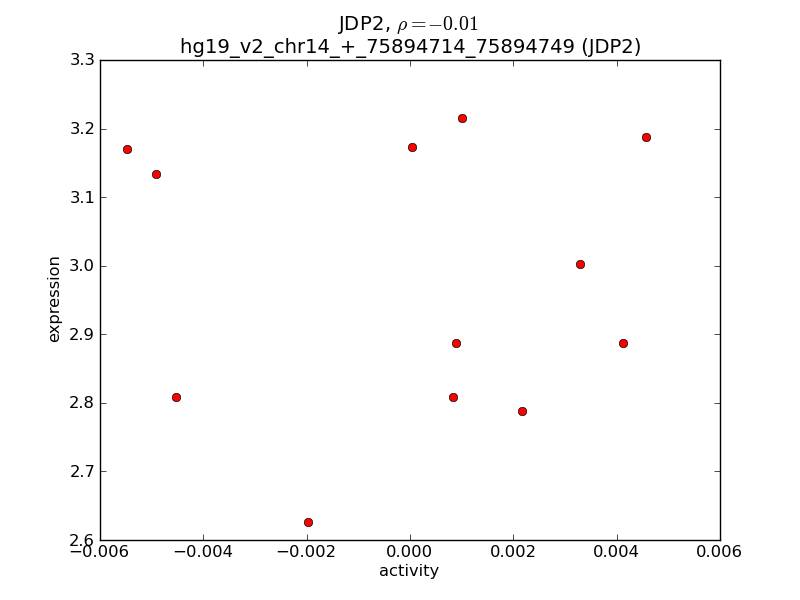 JDP2, ρ = −0.01
hg19_v2_chr14_+_75894714_75894749 (JDP2)
3.3
3.2
3.1
3.0
2.9
2.8
2.7
2.6
expression
−0.006 −0.004 −0.002 0.000 0.002 0.004 0.006
activity